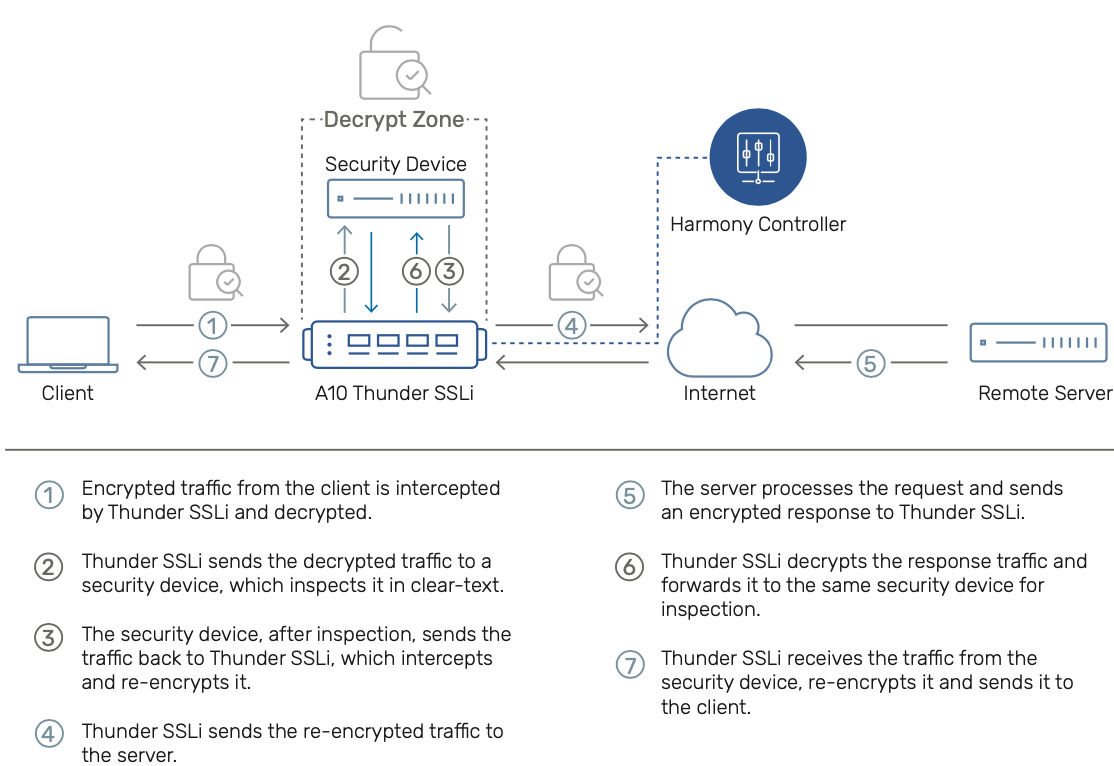 Decrypt Zone
Security Device
Harmony Controller
2
6
3
1
4
7
5
Client
A10 Thunder SSLi
Internet
Remote Server
1
Encrypted traffic from the client is intercepted
by Thunder SSLi and decrypted.
2
Thunder SSLi sends the decrypted traffic to a
security device, which inspects it in clear-text.
3
The security device, after inspection, sends the
traffic back to Thunder SSLi, which intercepts
and re-encrypts it.
4
Thunder SSLi sends the re-encrypted traffic to
the server.
5
The server processes the request and sends
an encrypted response to Thunder SSLi.
6
Thunder SSLi decrypts the response traffic and
forwards it to the same security device for
inspection.
7
Thunder SSLi receives the traffic from the
security device, re-encrypts it and sends it to
the client.